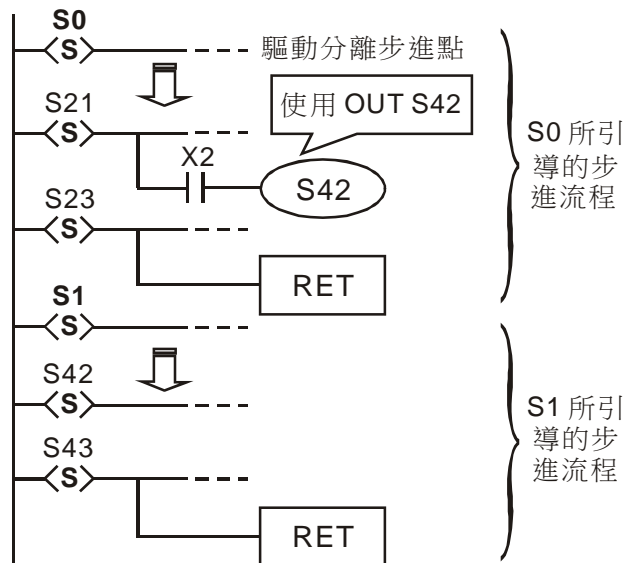 S0
S
驅動分離步進點
S21
S
使用 OUT S42
X2
S42
S23
S
RET
S0 所引
導的步
進流程
S1
S
S42
S
S43
S
RET
S1 所引
導的步
進流程